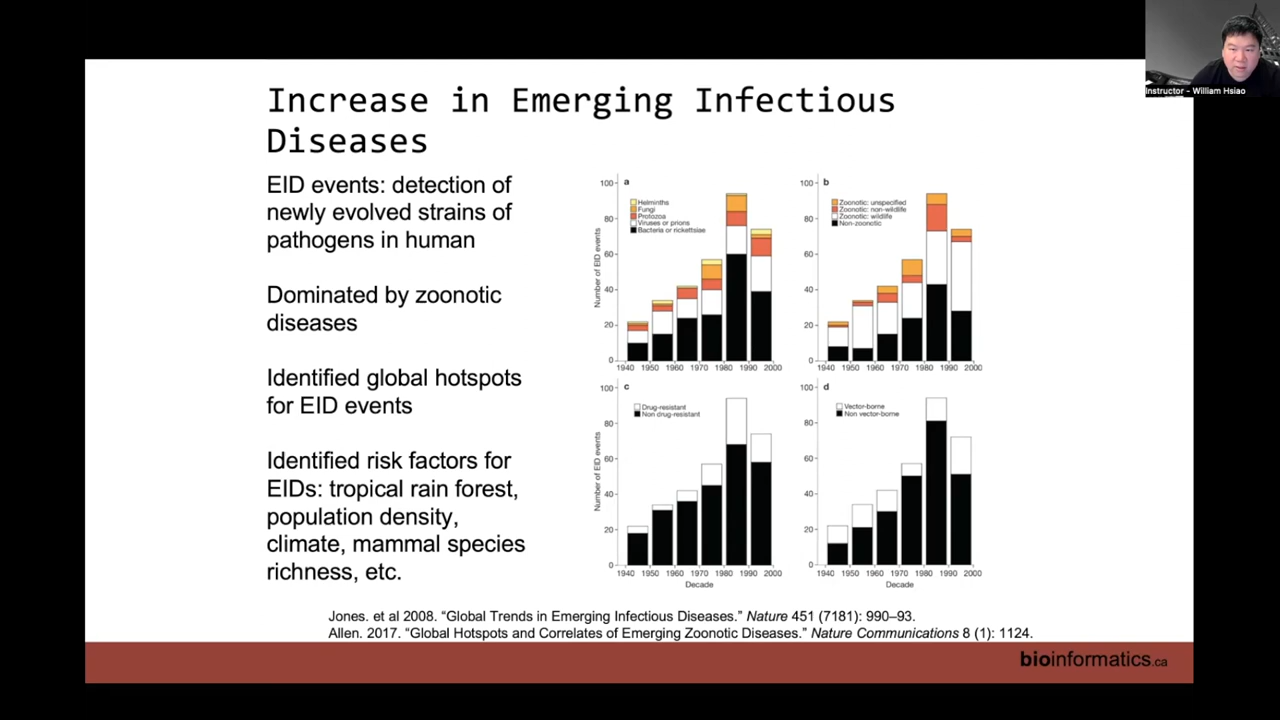 Instructor - William Hsiao
Increase in Emerging Infectious
Diseases
EID events: detection of
newly evolved strains of
pathogens in human
Dominated by zoonotic
diseases
Identified global hotspots
for EID events
Identified risk factors for
EIDs: tropical rain forest,
population density,
climate, mammal species
richness, etc.
a
100
80
60
40
20
0
Number of EID events
Helminths
Fungi
Protozoa
Viruses or prions
Bacteria or rickettsiae
1940 1950 1960 1970 1980 1990 2000
b
100
80
60
40
20
0
Zoonotic: unspecified
Zoonotic: non-wildlife
Zoonotic: wildlife
Non-zoonotic
1940 1950 1960 1970 1980 1990 2000
c
100
80
60
40
20
0
Number of EID events
Drug-resistant
Non drug-resistant
1940 1950 1960 1970 1980 1990 2000
Decade
d
100
80
60
40
20
0
Vector-borne
Non vector-borne
1940 1950 1960 1970 1980 1990 2000
Decade
Jones. et al 2008. “Global Trends in Emerging Infectious Diseases.” Nature 451 (7181): 990–93.
Allen. 2017. “Global Hotspots and Correlates of Emerging Zoonotic Diseases.” Nature Communications 8 (1): 1124.
bioinformatics.ca